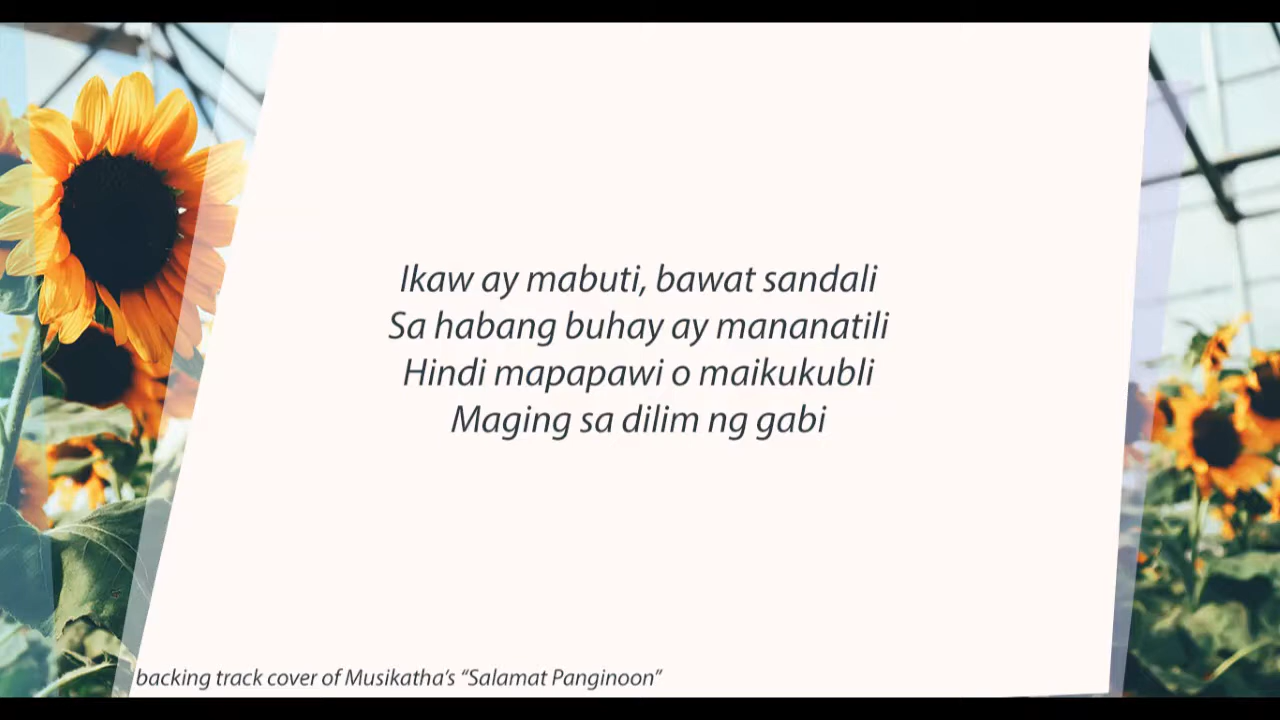 Ikaw ay mabuti, bawat sandali
Sa habang buhay ay mananatili
Hindi mapapawi o maikukubli
Maging sa dilim ng gabi
backing track cover of Musikatha's “Salamat Panginoon”